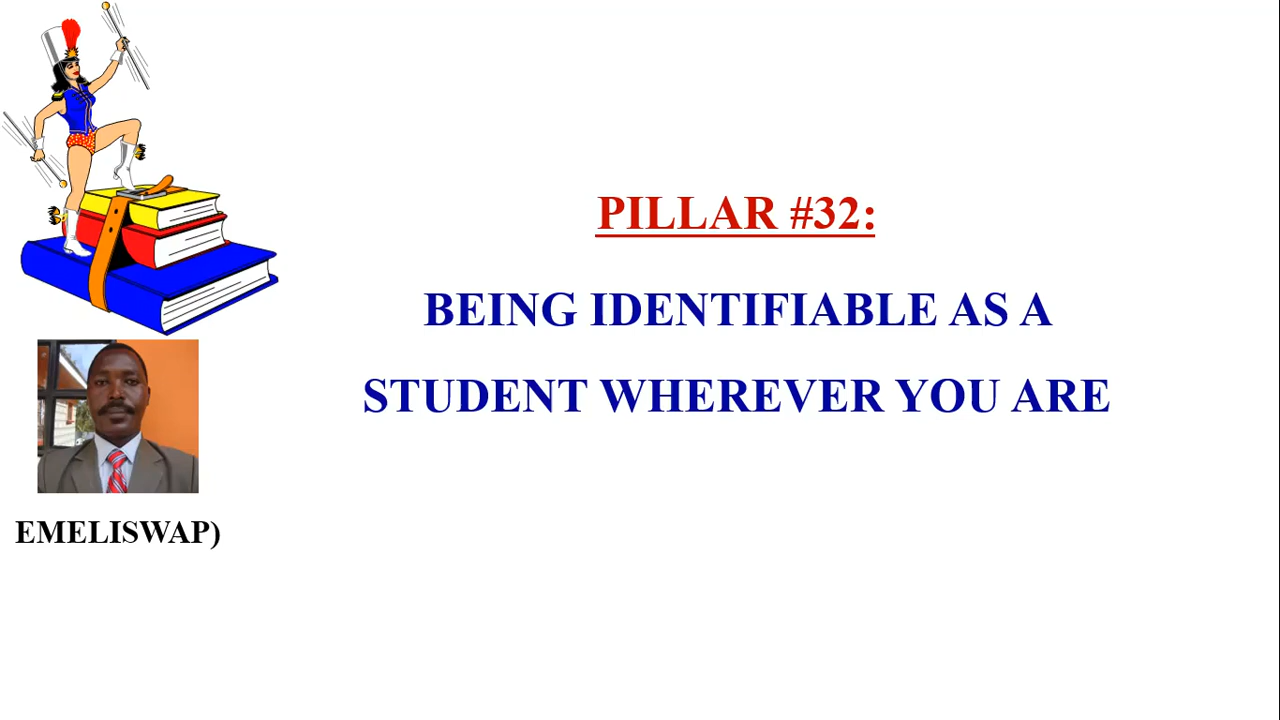 PILLAR #32:
BEING IDENTIFIABLE AS A
STUDENT WHEREVER YOU ARE
EMELISWAP)